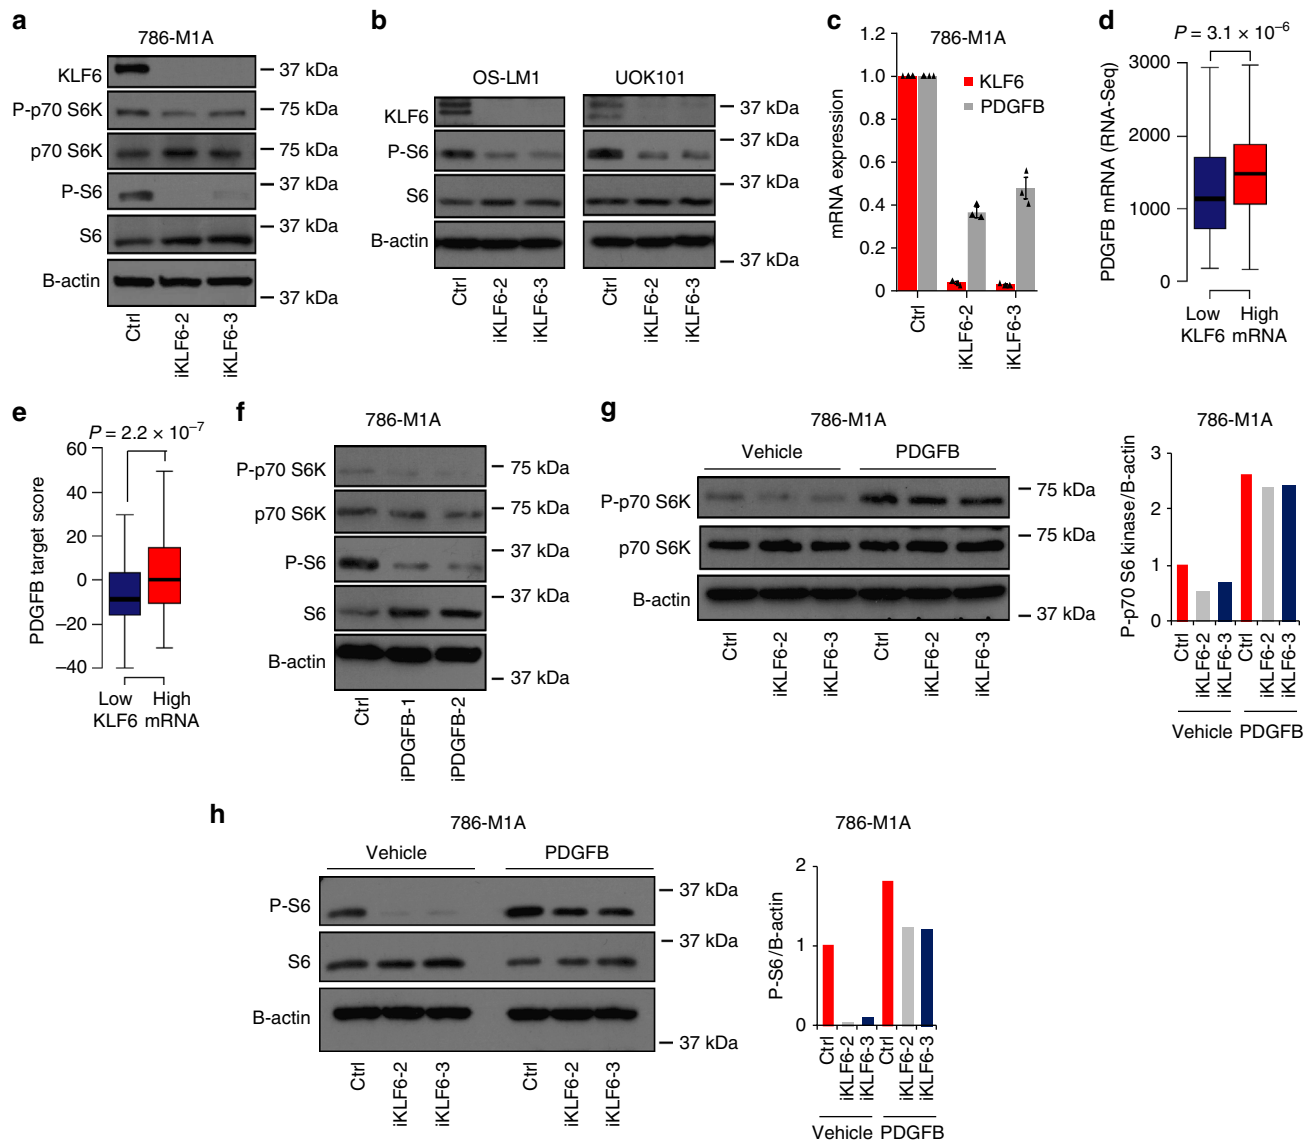 a
786-M1A
KLF6
P-p70 S6K
p70 S6K
P-S6
S6
B-actin
37 kDa
75 kDa
75 kDa
37 kDa
37 kDa
37 kDa
Ctrl
iKLF6-2
iKLF6-3
b
OS-LM1
UOK101
KLF6
P-S6
S6
B-actin
37 kDa
37 kDa
37 kDa
37 kDa
Ctrl
iKLF6-2
iKLF6-3
Ctrl
iKLF6-2
iKLF6-3
c
786-M1A
KLF6
PDGFB
mRNA expression
1.2
1.0
0.8
0.6
0.4
0.2
0
Ctrl
iKLF6-2
iKLF6-3
d
P = 3.1 × 10–6
PDGFB mRNA (RNA-Seq)
3000
2000
1000
0
Low High
KLF6 mRNA
e
P = 2.2 × 10–7
PDGFB target score
60
40
20
0
–20
–40
Low High
KLF6 mRNA
f
786-M1A
P-p70 S6K
p70 S6K
P-S6
S6
B-actin
75 kDa
75 kDa
37 kDa
37 kDa
37 kDa
Ctrl
iPDGFB-1
iPDGFB-2
g
786-M1A
Vehicle
PDGFB
P-p70 S6K
p70 S6K
B-actin
75 kDa
75 kDa
37 kDa
Ctrl
iKLF6-2
iKLF6-3
Ctrl
iKLF6-2
iKLF6-3
786-M1A
P-p70 S6 kinase/B-actin
3
2
1
0
Ctrl
iKLF6-2
iKLF6-3
Ctrl
iKLF6-2
iKLF6-3
Vehicle PDGFB
h
786-M1A
Vehicle
PDGFB
P-S6
S6
B-actin
37 kDa
37 kDa
37 kDa
Ctrl
iKLF6-2
iKLF6-3
Ctrl
iKLF6-2
iKLF6-3
786-M1A
P-S6/B-actin
2
1
0
Ctrl
iKLF6-2
iKLF6-3
Ctrl
iKLF6-2
iKLF6-3
Vehicle PDGFB